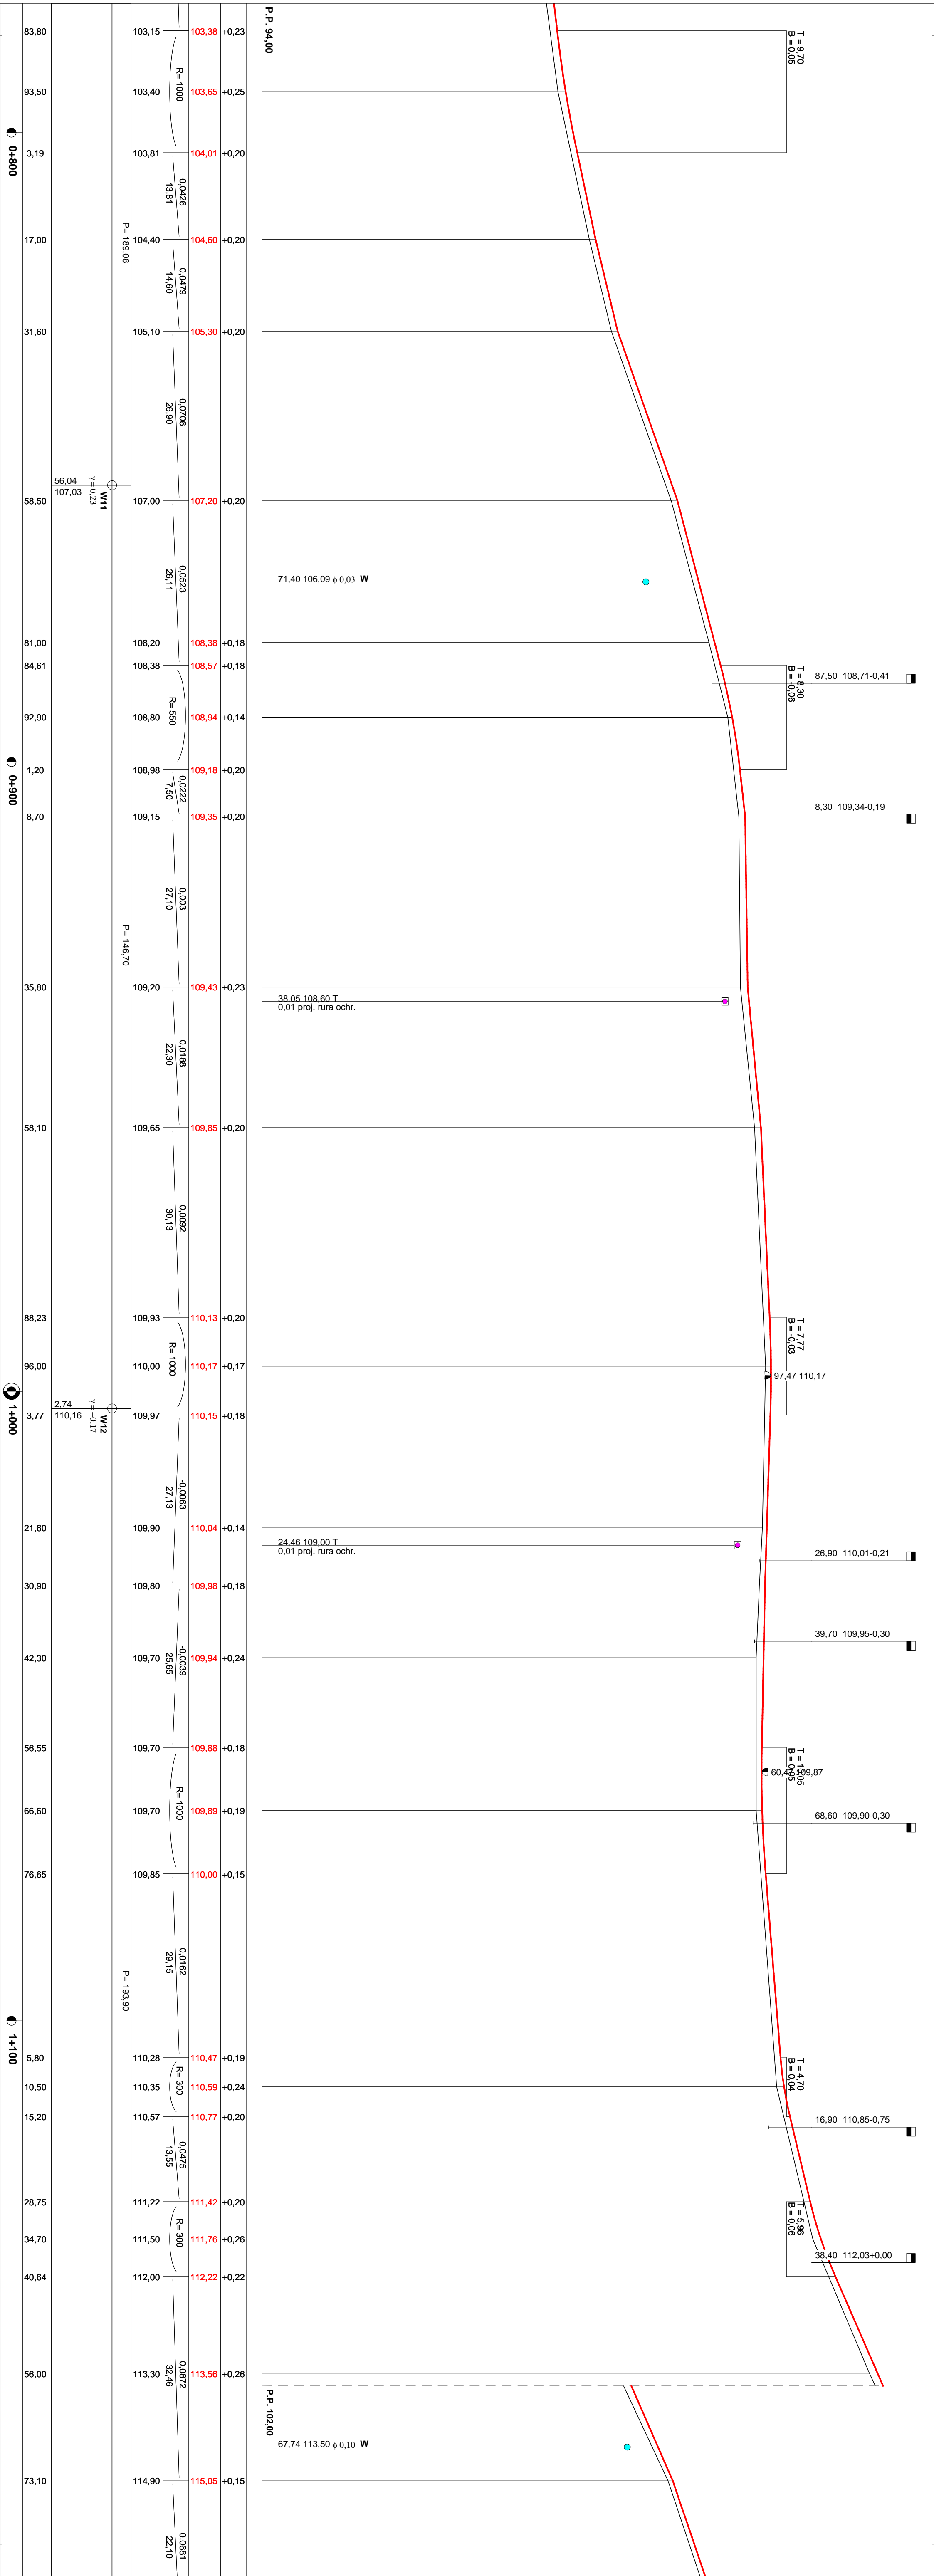 P.P. 94,00
T = 9,70
B = 0,05
83,80 103,15 103,38 +0,23
R= 1000
93,50 103,40 103,65 +0,25
0+800
3,19 103,81 104,01 +0,20
0,0426
13,81
P= 189,08
17,00 104,40 104,60 +0,20
0,0479
14,60
31,60 105,10 105,30 +0,20
0,0706
26,90
56,04
107,03
γ = 0,23
W11
58,50 107,00 107,20 +0,20
0,0523
26,11
71,40 106,09 φ 0,03 W
81,00 108,20 108,38 +0,18
84,61 108,38 108,57 +0,18
T = 8,30
B = -0,06
87,50 108,71-0,41
R= 550
92,90 108,80 108,94 +0,14
0+900
1,20 108,98 109,18 +0,20
0,0222
7,50
8,30 109,34-0,19
8,70 109,15 109,35 +0,20
0,003
27,10
P= 146,70
35,80 109,20 109,43 +0,23
38,05 108,60 T
0,01 proj. rura ochr.
0,0188
22,30
58,10 109,65 109,85 +0,20
0,0092
30,13
88,23 109,93 110,13 +0,20
T = 7,77
B = -0,03
R= 1000
96,00 110,00 110,17 +0,17
97,47 110,17
1+000
2,74
110,16
γ = -0,17
W12
3,77 109,97 110,15 +0,18
-0,0063
27,13
21,60 109,90 110,04 +0,14
24,46 109,00 T
0,01 proj. rura ochr.
26,90 110,01-0,21
30,90 109,80 109,98 +0,18
39,70 109,95-0,30
-0,0039
25,65
42,30 109,70 109,94 +0,24
56,55 109,70 109,88 +0,18
T = 10,05
B = 0,05
60,47 109,87
R= 1000
66,60 109,70 109,89 +0,19
68,60 109,90-0,30
76,65 109,85 110,00 +0,15
0,0162
29,15
P= 193,90
1+100
5,80 110,28 110,47 +0,19
T = 4,70
B = 0,04
R= 300
10,50 110,35 110,59 +0,24
15,20 110,57 110,77 +0,20
16,90 110,85-0,75
0,0475
13,55
28,75 111,22 111,42 +0,20
T = 5,96
B = 0,06
R= 300
34,70 111,50 111,76 +0,26
38,40 112,03+0,00
40,64 112,00 112,22 +0,22
0,0872
32,46
56,00 113,30 113,56 +0,26
P.P. 102,00
67,74 113,50 φ 0,10 W
73,10 114,90 115,05 +0,15
0,0681
22,10